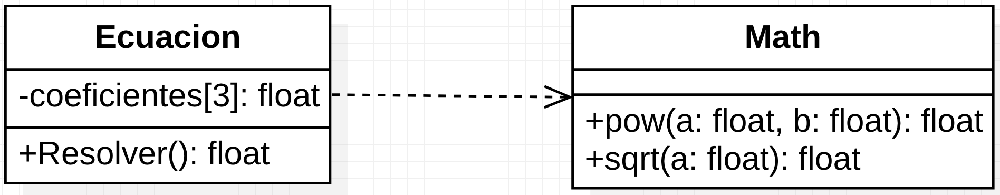 Ecuacion
-coeficientes[3]: float
+Resolver(): float
Math
+pow(a: float, b: float): float
+sqrt(a: float): float